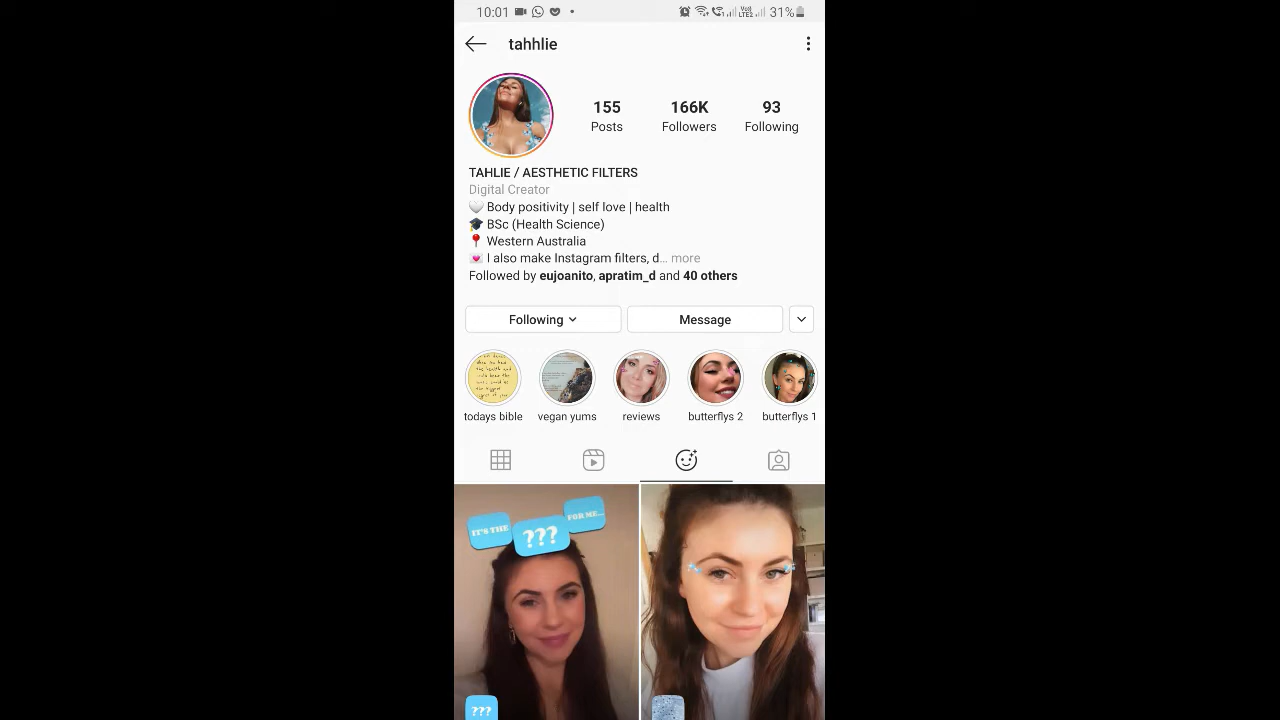 10:01 31%
tahhlie
155 166K 93
Posts Followers Following
TAHLIE / AESTHETIC FILTERS
Digital Creator
Body positivity | self love | health
BSc (Health Science)
Western Australia
I also make Instagram filters, d... more
Followed by eujoanito, apratim_d and 40 others
Following Message
todays bible vegan yums reviews butterflys 2 butterflys 1
IT'S THE ??? FOR ME...
???